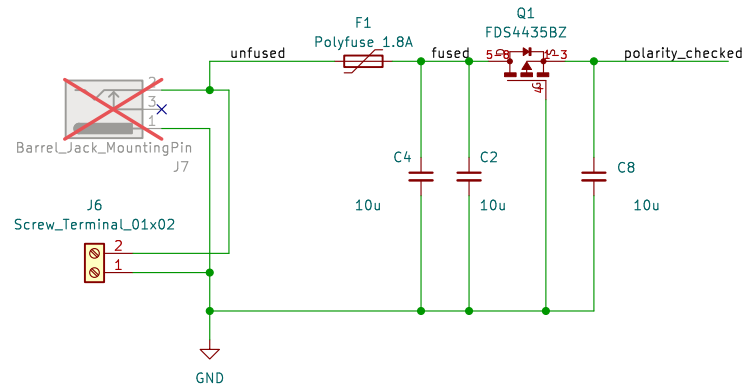 Q1
FDS4435BZ
F1
Polyfuse_1.8A
unfused
fused
5-8
D
S
1-3
polarity_checked
G
4
2
3
1
Barrel_Jack_MountingPin
J7
C4
10u
C2
10u
C8
10u
J6
Screw_Terminal_01x02
2
1
GND